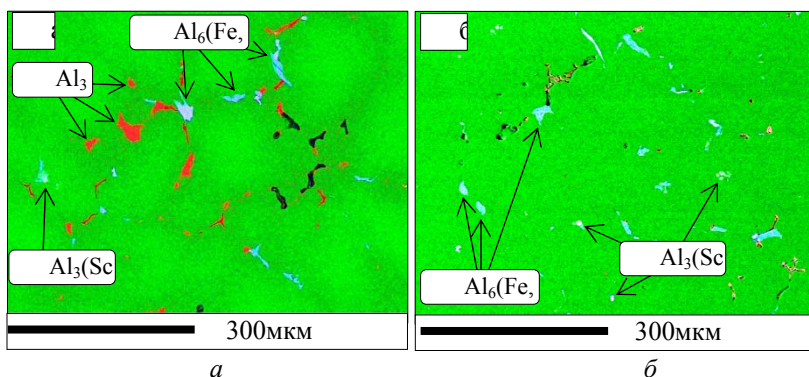 а
Al₆(Fe,
Al₃
Al₃(Sc
300мкм
а
б
Al₆(Fe,
Al₃(Sc
300мкм
б